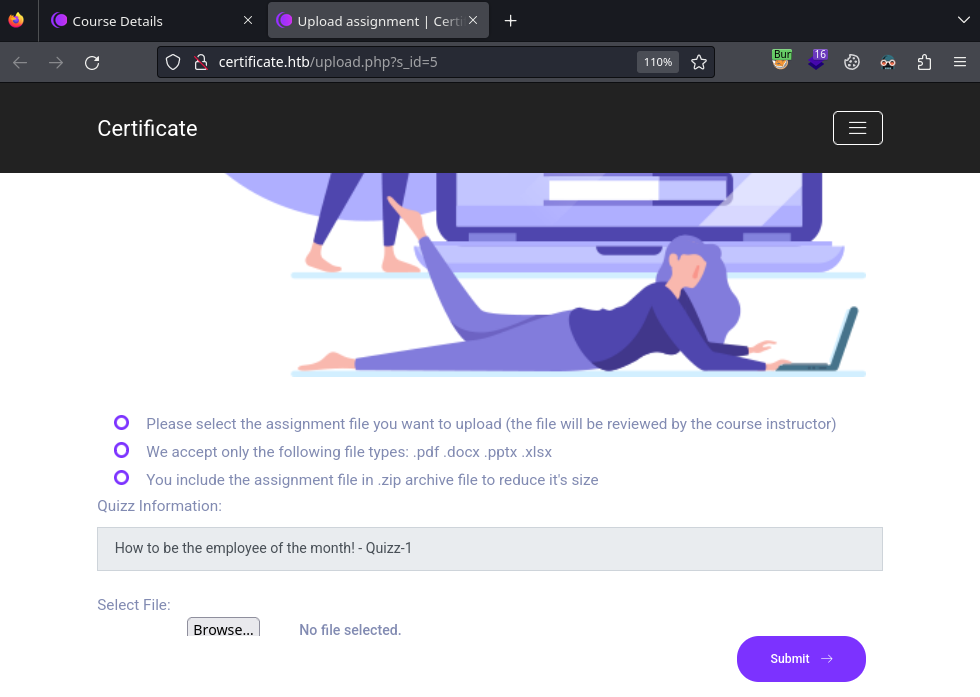 Course Details
Upload assignment | Certi
certificate.htb/upload.php?s_id=5
110%
Bur
16
Certificate
Please select the assignment file you want to upload (the file will be reviewed by the course instructor)
We accept only the following file types: .pdf .docx .pptx .xlsx
You include the assignment file in .zip archive file to reduce it's size
Quizz Information:
How to be the employee of the month! - Quizz-1
Select File:
Browse... No file selected.
Submit